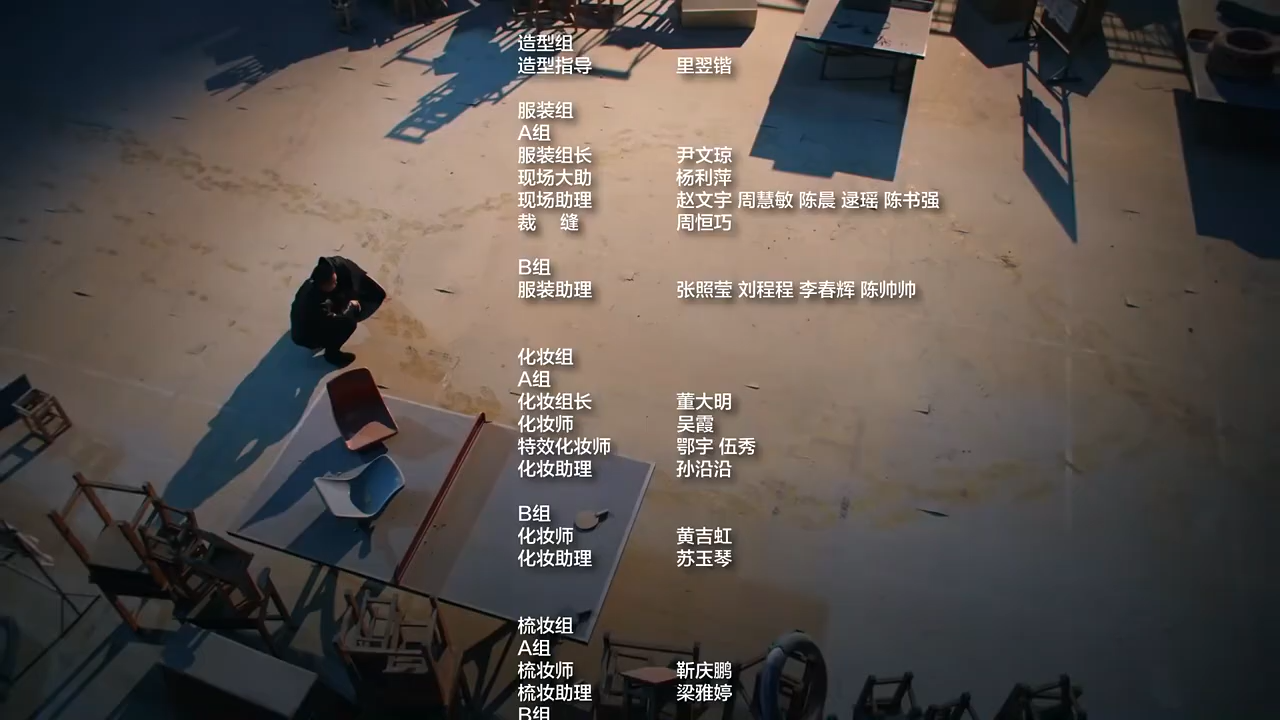 造型组
造型指导 里翌锴
服装组
A组
服装组长 尹文琼
现场大助 杨利萍
现场助理 赵文宇 周慧敏 陈晨 逯瑶 陈书强
裁 缝 周恒巧
B组
服装助理 张照莹 刘程程 李春辉 陈帅帅
化妆组
A组
化妆组长 董大明
化妆师 吴霞
特效化妆师 鄂宇 伍秀
化妆助理 孙沿沿
B组
化妆师 黄吉虹
化妆助理 苏玉琴
梳妆组
A组
梳妆师 靳庆鹏
梳妆助理 梁雅婷
B组